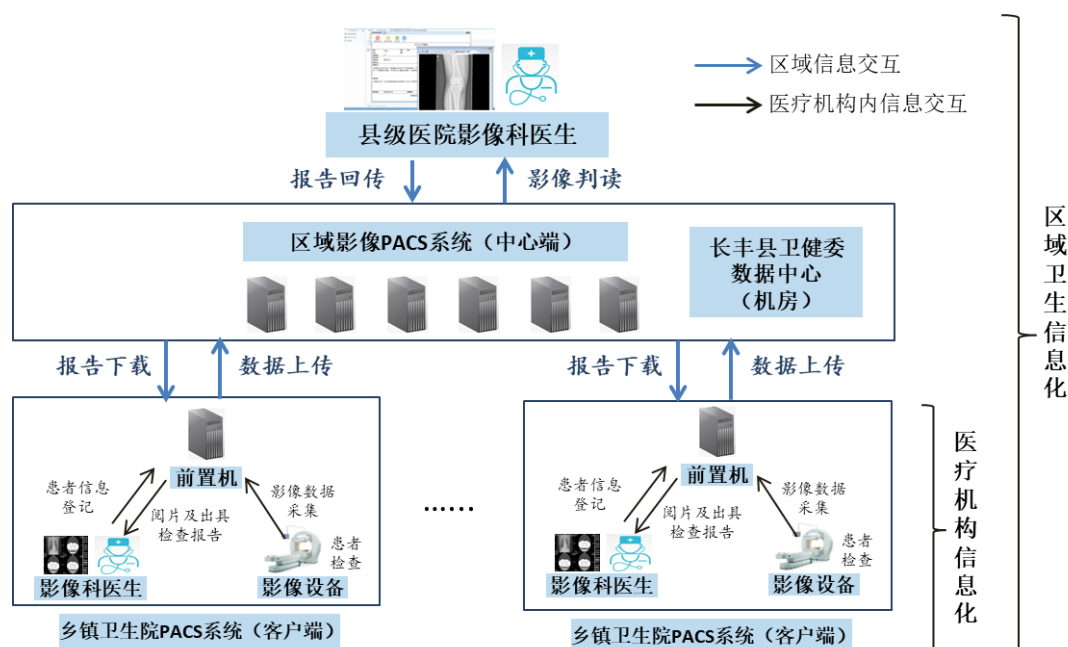 区域信息交互
医疗机构内信息交互
县级医院影像科医生
报告回传
影像判读
区域影像PACS系统（中心端）
长丰县卫健委
数据中心
（机房）
报告下载
数据上传
报告下载
数据上传
前置机
患者信息
登记
阅片及出具
检查报告
影像数据
采集
患者
检查
影像科医生
影像设备
乡镇卫生院PACS系统（客户端）
......
前置机
患者信息
登记
阅片及出具
检查报告
影像数据
采集
患者
检查
影像科医生
影像设备
乡镇卫生院PACS系统（客户端）
医疗机构信息化
区域卫生信息化